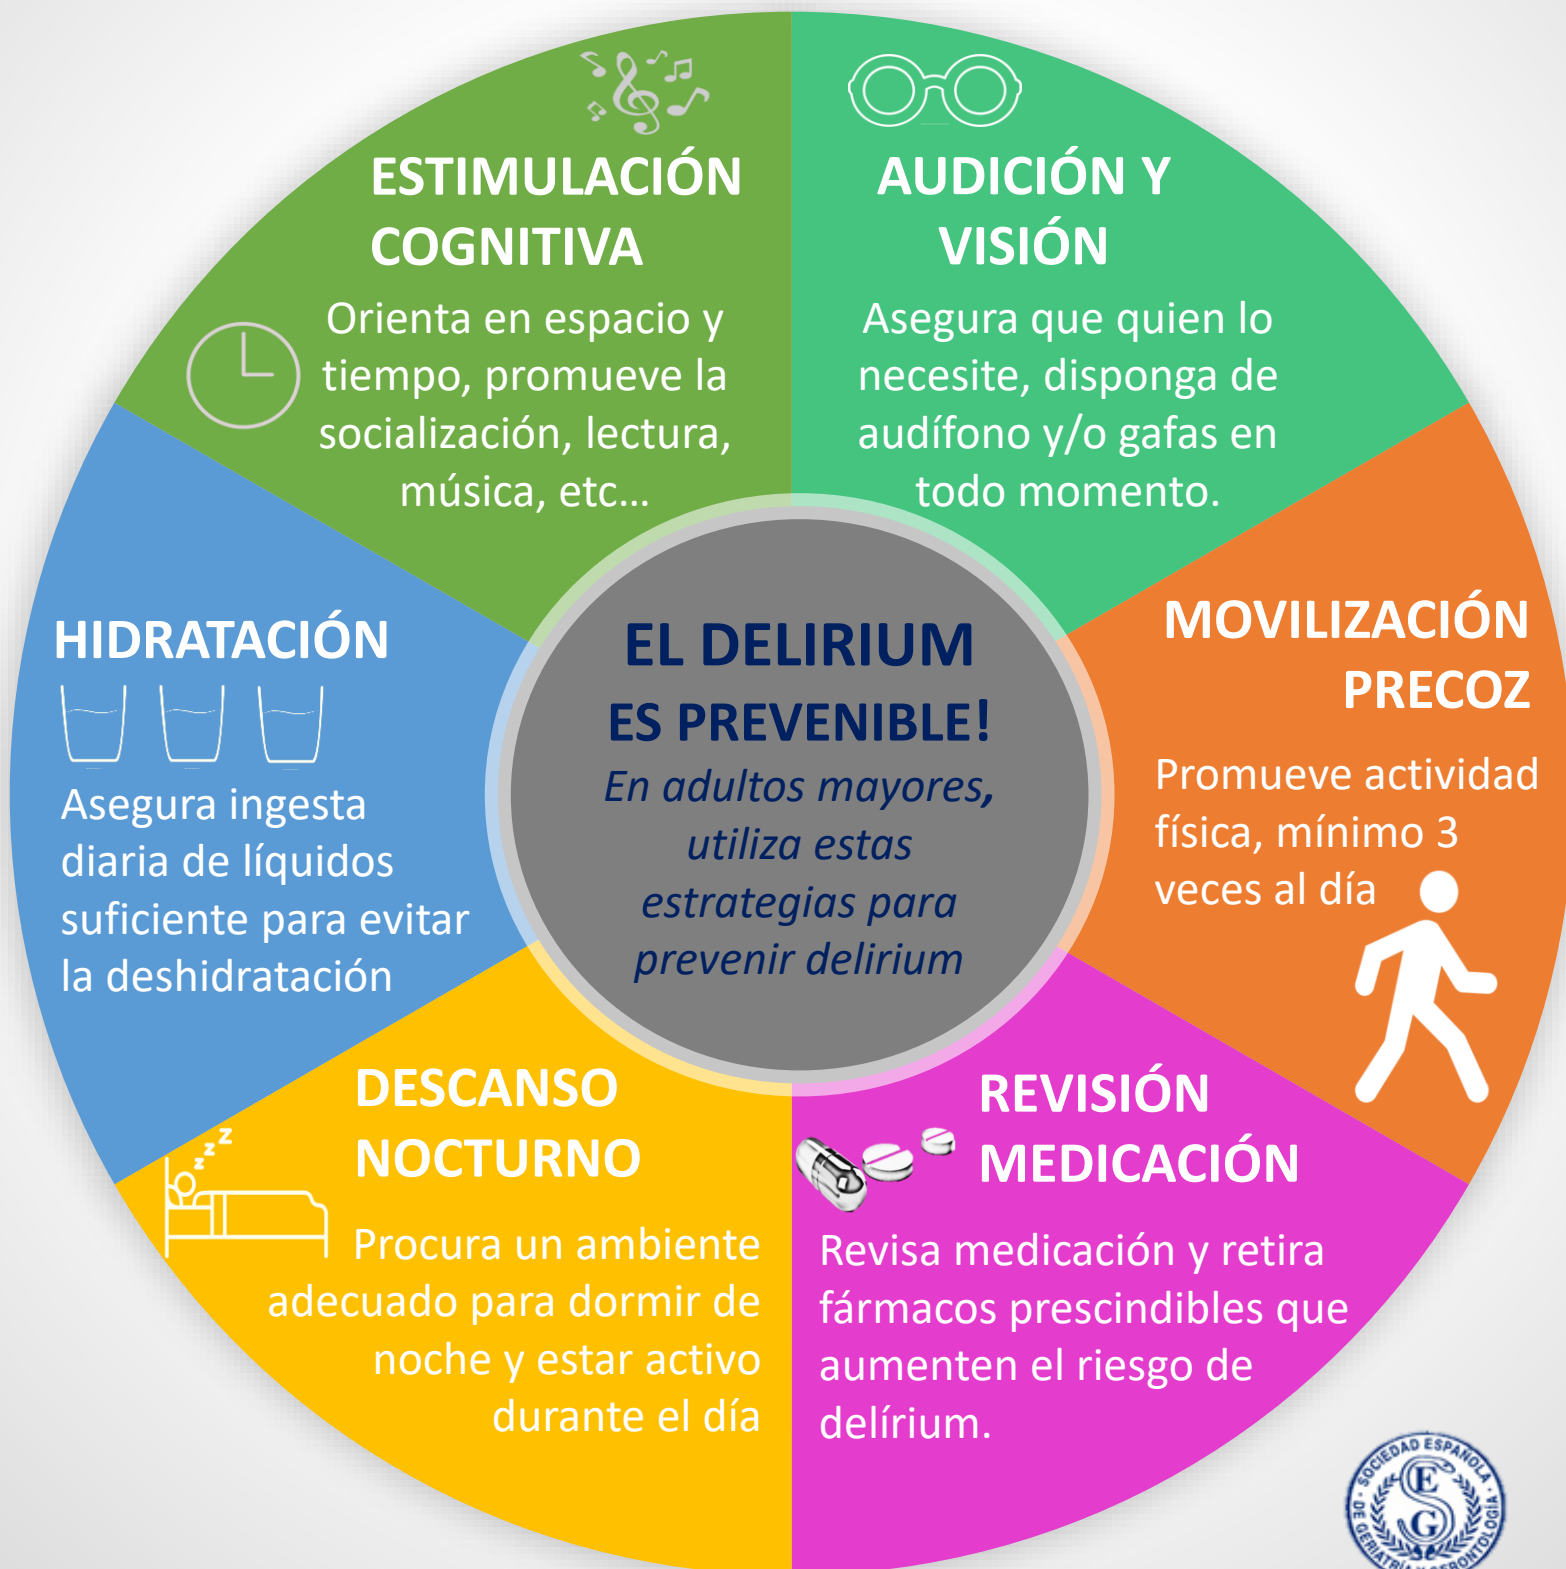 ESTIMULACIÓN
COGNITIVA
Orienta en espacio y
tiempo, promueve la
socialización, lectura,
música, etc...
AUDICIÓN Y
VISIÓN
Asegura que quien lo
necesite, disponga de
audífono y/o gafas en
todo momento.
HIDRATACIÓN
Asegura ingesta
diaria de líquidos
suficiente para evitar
la deshidratación
EL DELIRIUM
ES PREVENIBLE!
En adultos mayores,
utiliza estas
estrategias para
prevenir delirium
MOVILIZACIÓN
PRECOZ
Promueve actividad
física, mínimo 3
veces al día
DESCANSO
NOCTURNO
z z z z
Procura un ambiente
adecuado para dormir de
noche y estar activo
durante el día
REVISIÓN
MEDICACIÓN
Revisa medicación y retira
fármacos prescindibles que
aumenten el riesgo de
delírium.
SOCIEDAD ESPAÑOLA
DE GERIATRÍA Y GERONTOLOGÍA
E
S
G